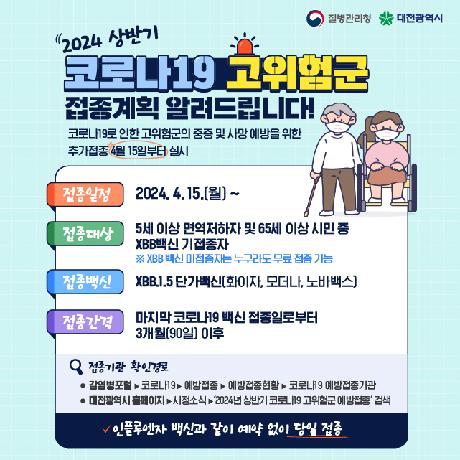 질병관리청 대전광역시
"2024 상반기
코로나19 고위험군
접종계획 알려드립니다!
코로나19로 인한 고위험군의 중증 및 사망 예방을 위한
추가접종 4월 15일부터 실시
접종일정 2024. 4. 15.(월) ~
접종대상 5세 이상 면역저하자 및 65세 이상 시민 중
XBB백신 기접종자
※ XBB 백신 미접종자는 누구라도 무료 접종 가능
접종백신 XBB.1.5 단가백신(화이자, 모더나, 노바백스)
접종간격 마지막 코로나19 백신 접종일로부터
3개월(90일) 이후
접종기관 확인경로
● 감염병포털 ▶ 코로나19 ▶ 예방접종 ▶ 예방접종현황 ▶ 코로나19 예방접종기관
● 대전광역시 홈페이지 ▶ 시정소식 ▶ '2024년 상반기 코로나19 고위험군 예방접종' 검색
✓ 인플루엔자 백신과 같이 예약 없이 당일 접종